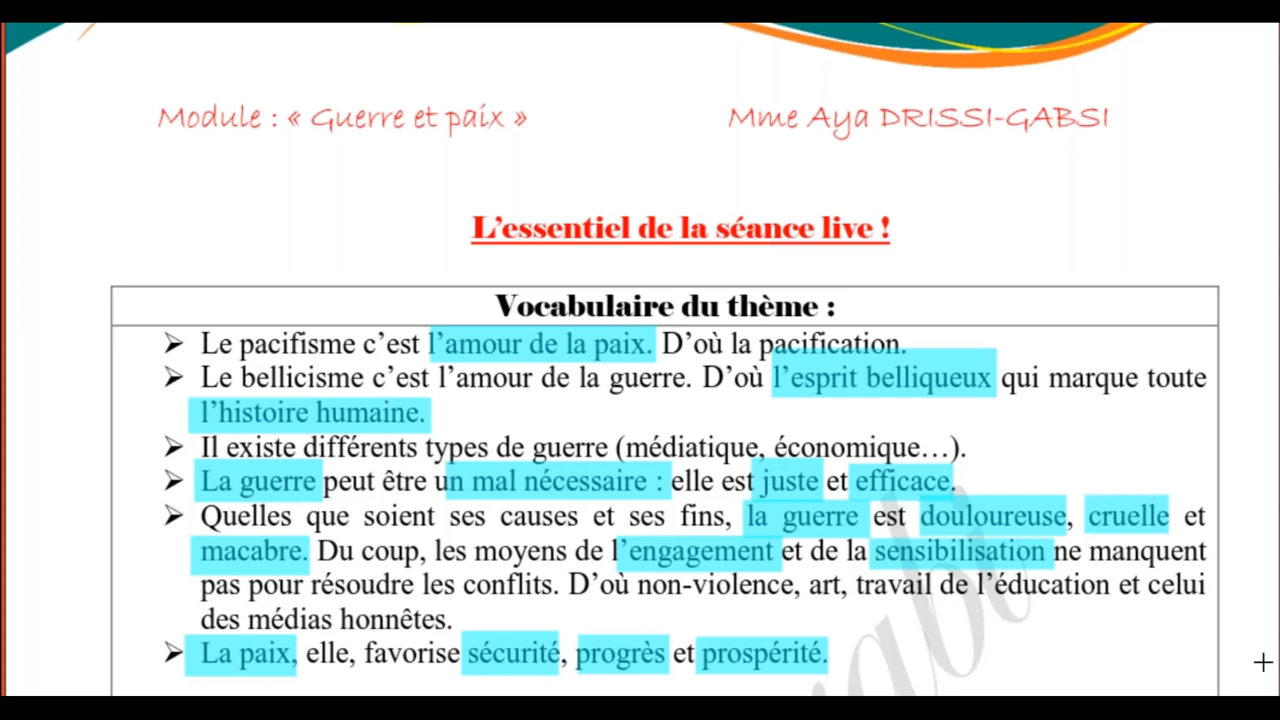 Module : « Guerre et paix » Mme Aya DRISSI-GABSI
L'essentiel de la séance live !
Vocabulaire du thème :
➢ Le pacifisme c'est l'amour de la paix. D'où la pacification.
➢ Le bellicisme c'est l'amour de la guerre. D'où l'esprit belliqueux qui marque toute
l'histoire humaine.
➢ Il existe différents types de guerre (médiatique, économique…).
➢ La guerre peut être un mal nécessaire : elle est juste et efficace.
➢ Quelles que soient ses causes et ses fins, la guerre est douloureuse, cruelle et
macabre. Du coup, les moyens de l'engagement et de la sensibilisation ne manquent
pas pour résoudre les conflits. D'où non-violence, art, travail de l'éducation et celui
des médias honnêtes.
➢ La paix, elle, favorise sécurité, progrès et prospérité.